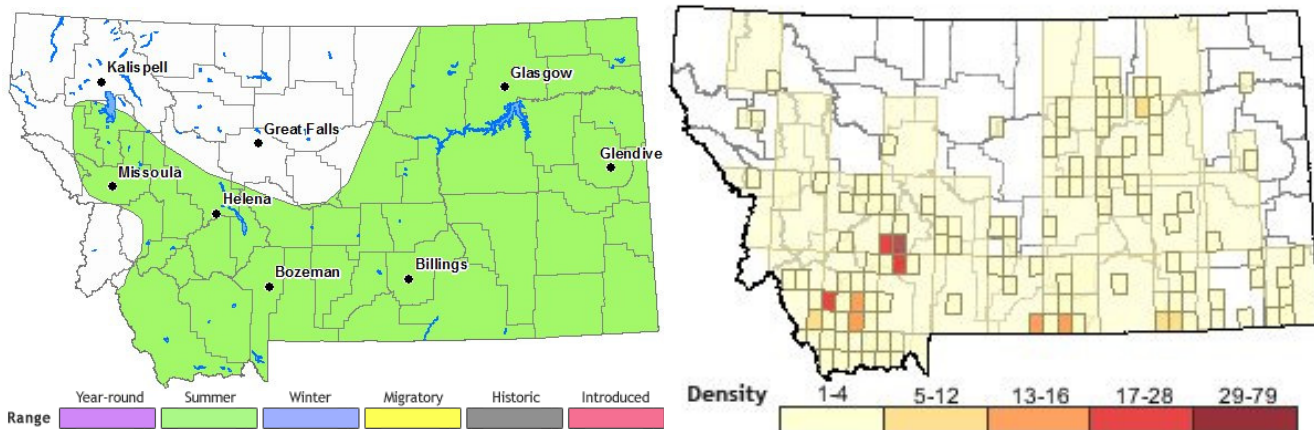 Kalispell
Glasgow
Great Falls
Glendive
Missoula
Helena
Bozeman
Billings
Range Year-round Summer Winter Migratory Historic Introduced
Density 1-4 5-12 13-16 17-28 29-79